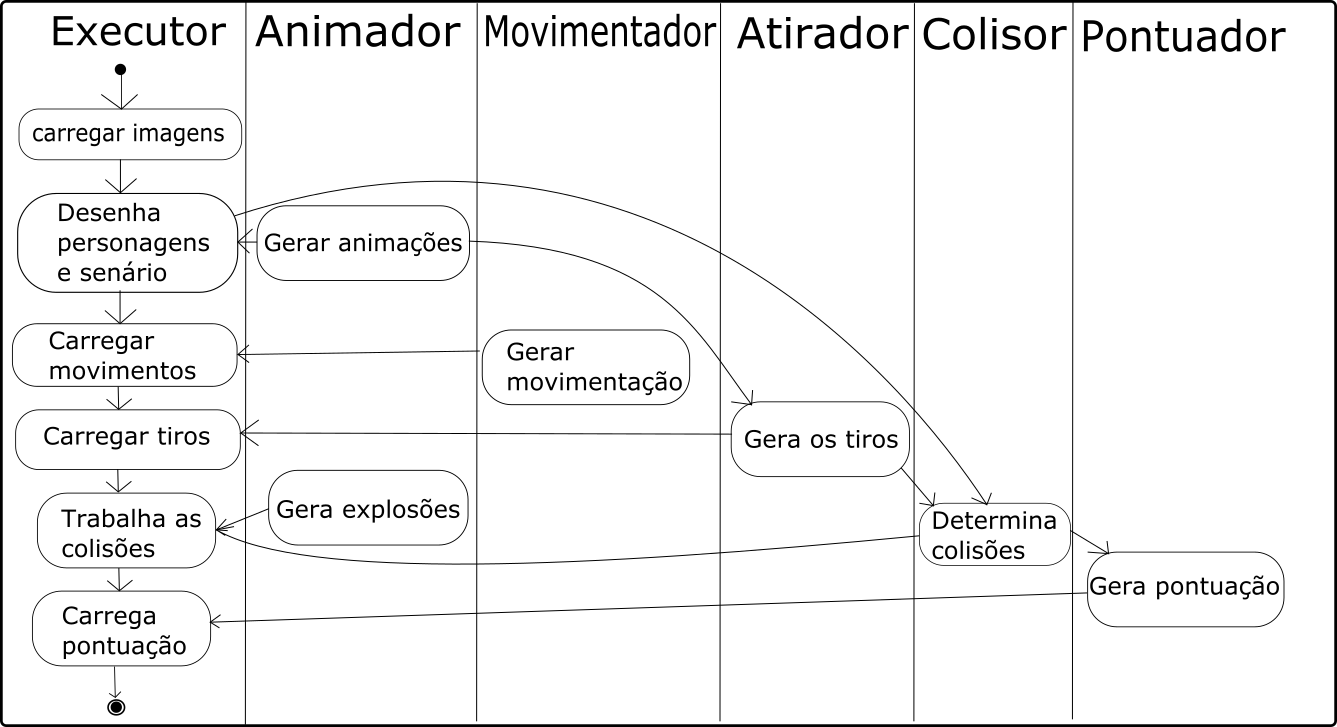 Executor
Animador
Movimentador
Atirador
Colisor
Pontuador
carregar imagens
Desenha
personagens
e senário
Gerar animações
Carregar
movimentos
Gerar
movimentação
Carregar tiros
Gera os tiros
Trabalha as
colisões
Gera explosões
Determina
colisões
Carrega
pontuação
Gera pontuação